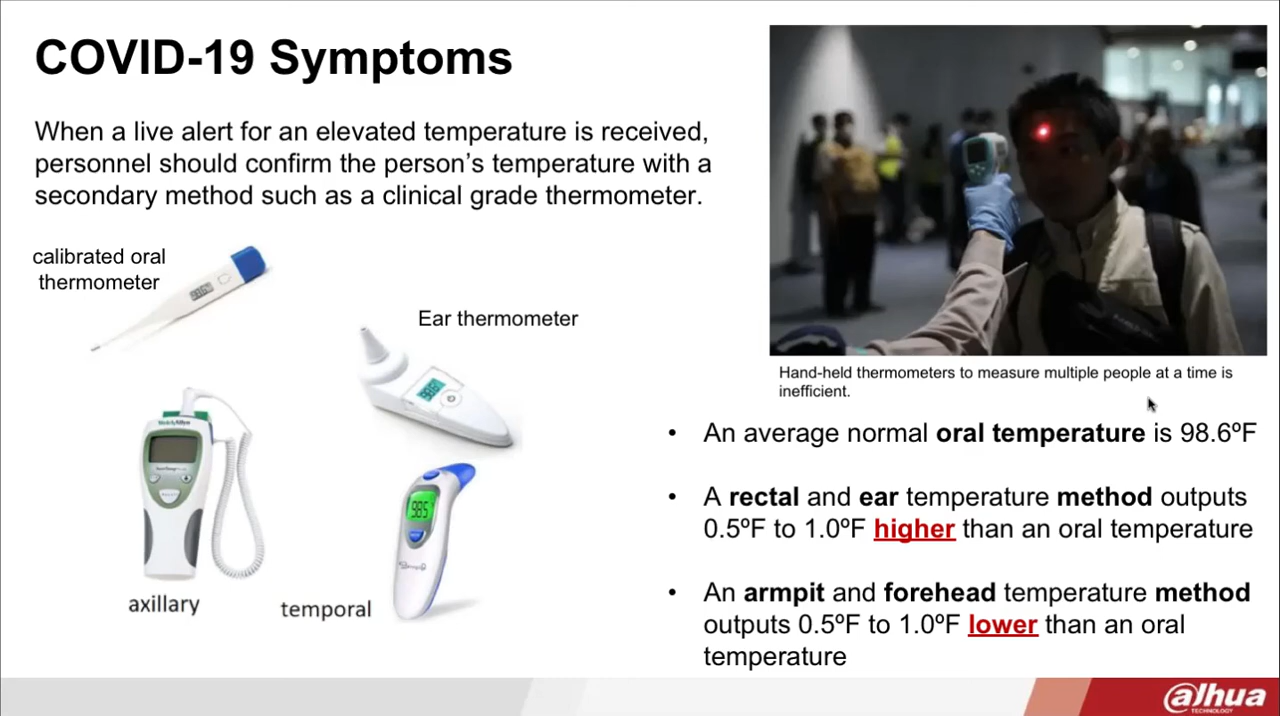 COVID-19 Symptoms
When a live alert for an elevated temperature is received,
personnel should confirm the person's temperature with a
secondary method such as a clinical grade thermometer.
calibrated oral
thermometer
Ear thermometer
axillary
temporal
WelchAllyn
985
Hand-held thermometers to measure multiple people at a time is
inefficient.
• An average normal oral temperature is 98.6ºF
• A rectal and ear temperature method outputs
0.5ºF to 1.0ºF higher than an oral temperature
• An armpit and forehead temperature method
outputs 0.5ºF to 1.0ºF lower than an oral
temperature
alhua
TECHNOLOGY